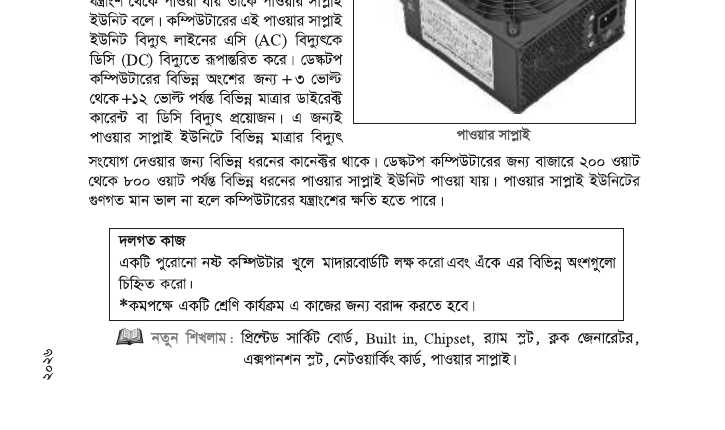 যন্ত্রাংশ থেকে পাওয়া যায় তাকে পাওয়ার সাপ্লাই
ইউনিট বলে। কম্পিউটারের এই পাওয়ার সাপ্লাই
ইউনিট বিদ্যুৎ লাইনের এসি (AC) বিদ্যুৎকে
ডিসি (DC) বিদ্যুতে রূপান্তরিত করে। ডেস্কটপ
কম্পিউটারের বিভিন্ন অংশের জন্য +৩ ভোল্ট
থেকে +১২ ভোল্ট পর্যন্ত বিভিন্ন মাত্রার ডাইরেক্ট
কারেন্ট বা ডিসি বিদ্যুৎ প্রয়োজন। এ জন্যই
পাওয়ার সাপ্লাই ইউনিটে বিভিন্ন মাত্রার বিদ্যুৎ
পাওয়ার সাপ্লাই
সংযোগ দেওয়ার জন্য বিভিন্ন ধরনের কানেক্টর থাকে। ডেস্কটপ কম্পিউটারের জন্য বাজারে ২০০ ওয়াট
থেকে ৮০০ ওয়াট পর্যন্ত বিভিন্ন ধরনের পাওয়ার সাপ্লাই ইউনিট পাওয়া যায়। পাওয়ার সাপ্লাই ইউনিটের
গুণগত মান ভাল না হলে কম্পিউটারের যন্ত্রাংশের ক্ষতি হতে পারে।
দলগত কাজ
একটি পুরোনো নষ্ট কম্পিউটার খুলে মাদারবোর্ডটি লক্ষ করো এবং এঁকে এর বিভিন্ন অংশগুলো
চিহ্নিত করো।
*কমপক্ষে একটি শ্রেণি কার্যক্রম এ কাজের জন্য বরাদ্দ করতে হবে।
নতুন শিখলাম : প্রিন্টেড সার্কিট বোর্ড, Built in, Chipset, র‍্যাম স্লট, ক্লক জেনারেটর,
এক্সপানশন স্লট, নেটওয়ার্কিং কার্ড, পাওয়ার সাপ্লাই।
২০২৬